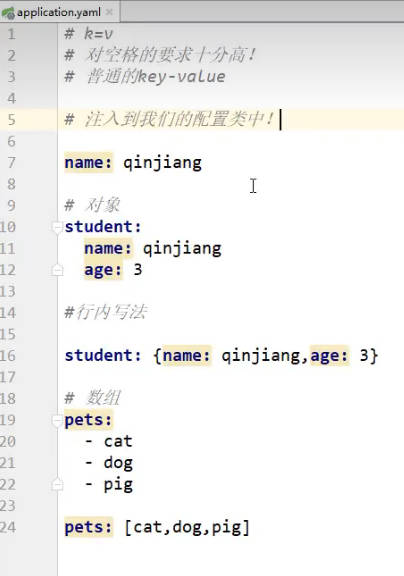 application.yaml
1 # k=v
2 # 对空格的要求十分高！
3 # 普通的key-value
4
5 # 注入到我们的配置类中！
6
7 name: qinjiang
8
9 # 对象
10 student:
11   name: qinjiang
12   age: 3
13
14 #行内写法
15
16 student: {name: qinjiang,age: 3}
17
18 # 数组
19 pets:
20   - cat
21   - dog
22   - pig
23
24 pets: [cat,dog,pig]